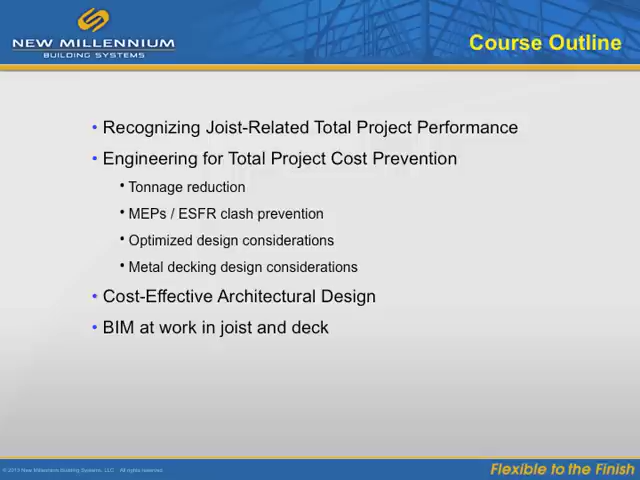 NEW MILLENNIUM
BUILDING SYSTEMS
Course Outline
• Recognizing Joist-Related Total Project Performance
• Engineering for Total Project Cost Prevention
• Tonnage reduction
• MEPs / ESFR clash prevention
• Optimized design considerations
• Metal decking design considerations
• Cost-Effective Architectural Design
• BIM at work in joist and deck
© 2013 New Millennium Building Systems, LLC All rights reserved
Flexible to the Finish